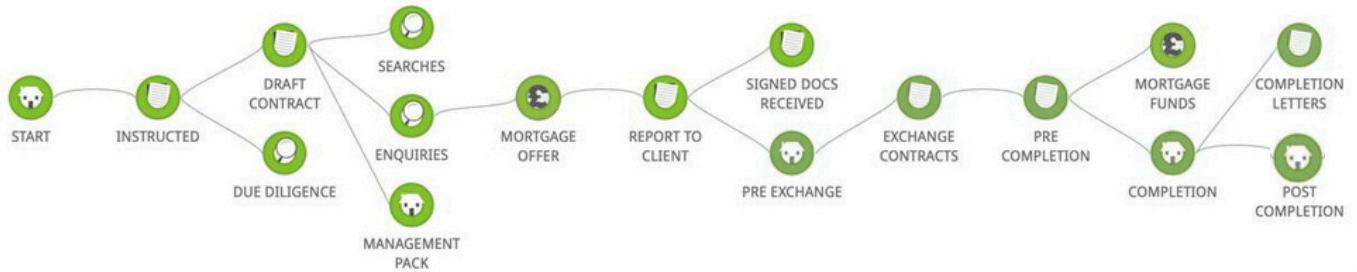 START
INSTRUCTED
DRAFT
CONTRACT
DUE DILIGENCE
SEARCHES
ENQUIRIES
MANAGEMENT
PACK
MORTGAGE
OFFER
REPORT TO
CLIENT
SIGNED DOCS
RECEIVED
PRE EXCHANGE
EXCHANGE
CONTRACTS
PRE
COMPLETION
MORTGAGE
FUNDS
COMPLETION
COMPLETION
LETTERS
POST
COMPLETION